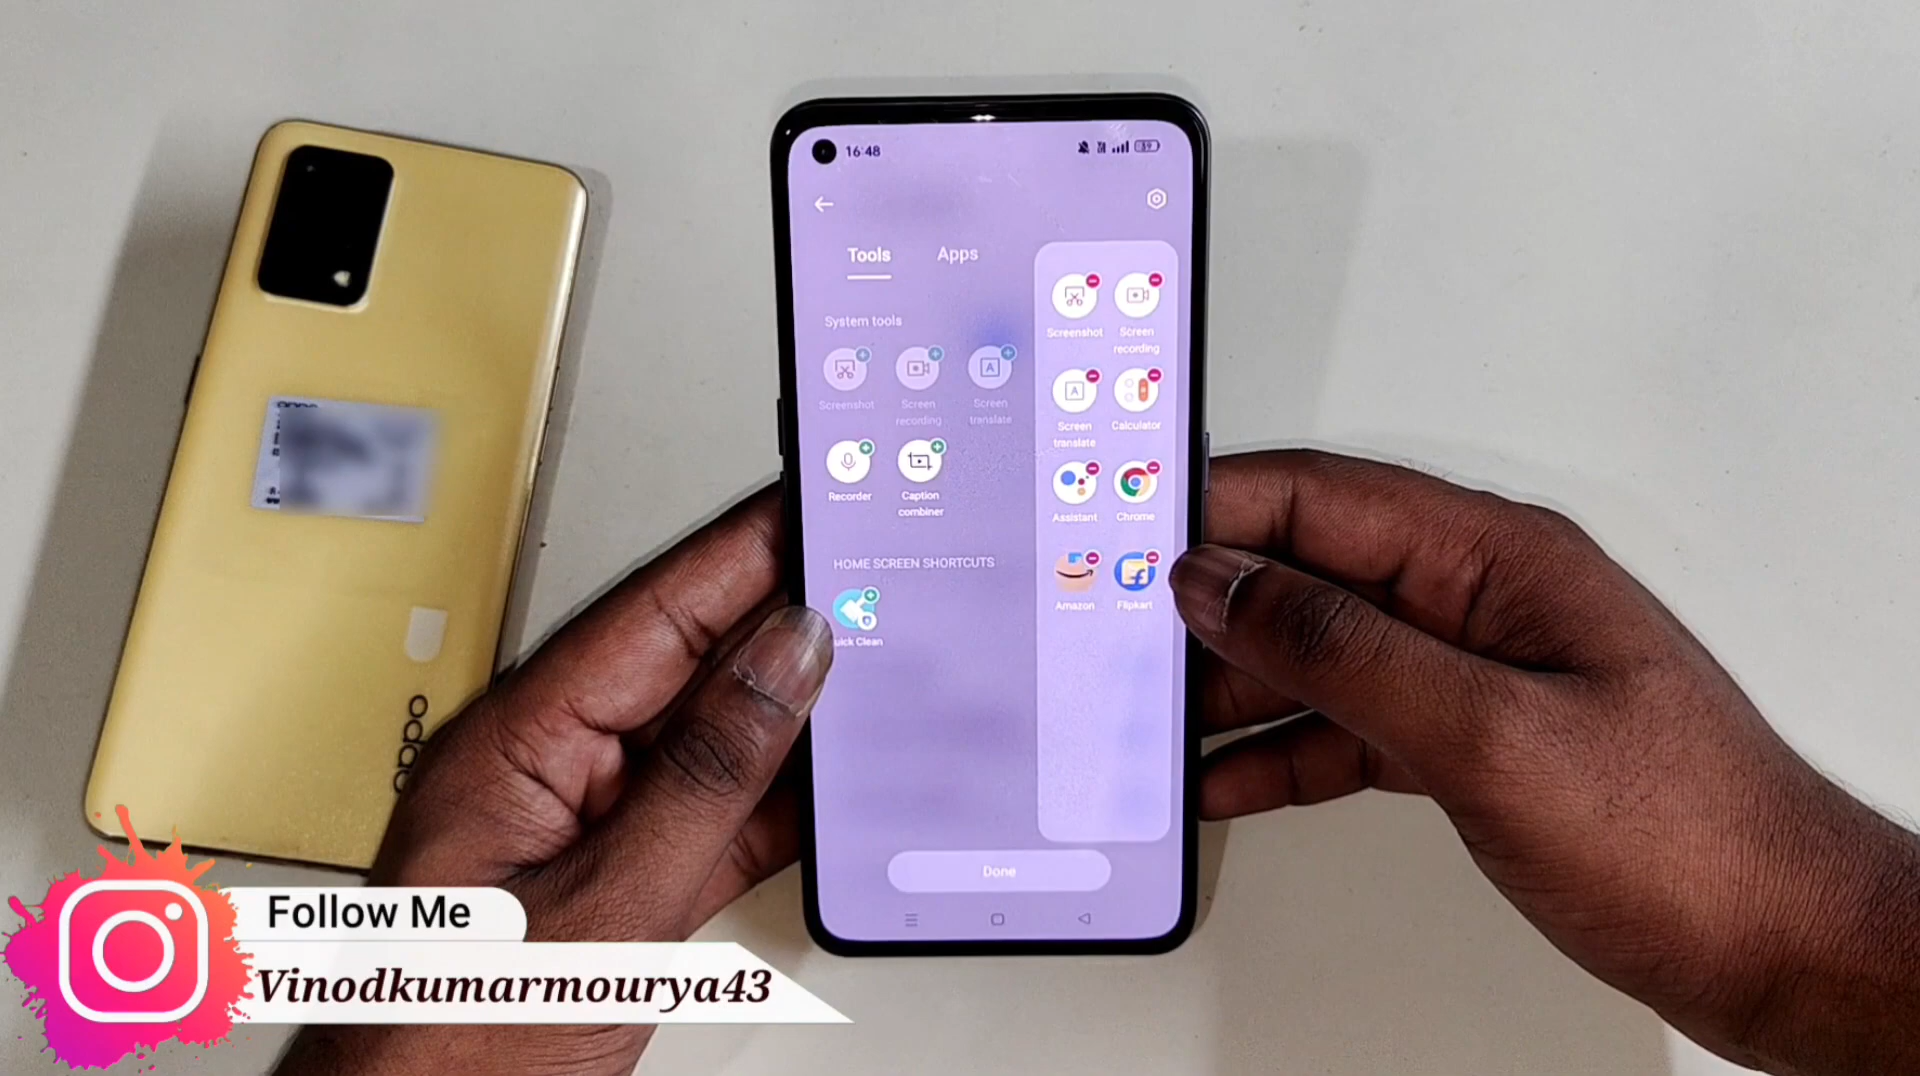 16:48
59
Tools
Apps
System tools
Screenshot
Screen recording
Screen translate
Recorder
Caption combiner
HOME SCREEN SHORTCUTS
uick Clean
Screenshot
Screen recording
Screen translate
Calculator
Assistant
Chrome
Amazon
Flipkart
Done
oppo
Follow Me
Vinodkumarmourya43